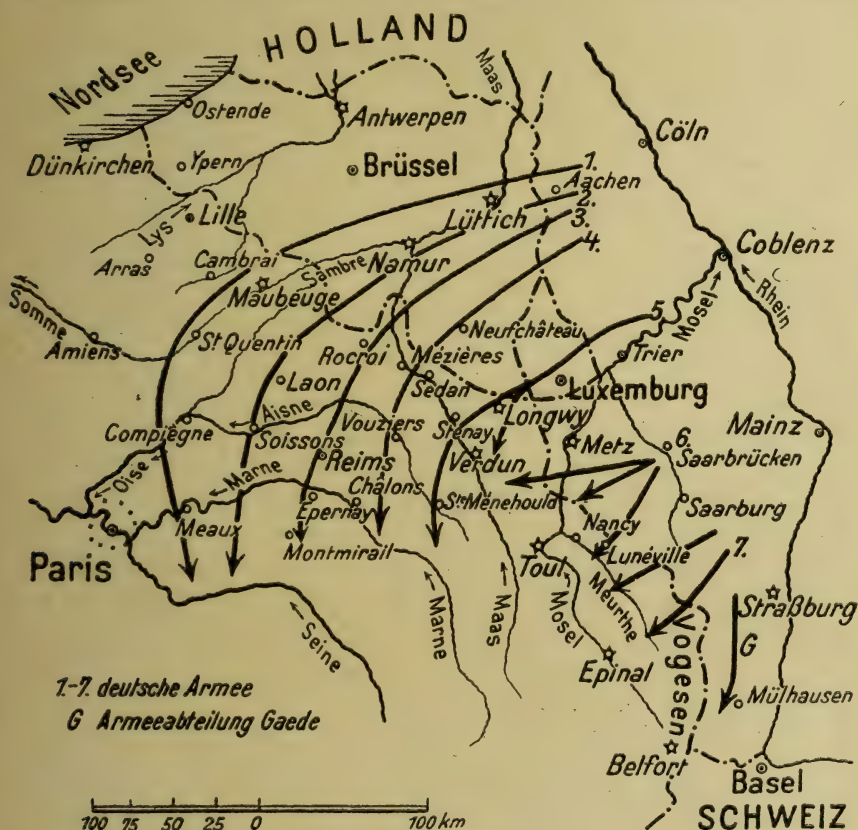 HOLLAND
Nordsee
Maas
Ostende
Antwerpen
Cöln
Dünkirchen
Ypern
Brüssel
1.
Aachen
2.
Lys
Lille
Lüttich
3.
4.
Coblenz
Arras
Cambrai
Sambre
Namur
Maubeuge
Rhein
Mosel
5.
Somme
Amiens
St Quentin
Rocroi
Mézières
Neufchâteau
Trier
Laon
Sedan
Luxemburg
Aisne
Longwy
Mainz
Compiègne
Soissons
Vouziers
Stenay
Metz
6.
Saarbrücken
Reims
Verdun
Oise
Marne
Châlons
Ste Ménehould
Saarburg
Meaux
Epernay
Nancy
Montmirail
Lunéville
7.
Paris
Toul
Meurthe
Straßburg
Marne
Maas
Mosel
Vogesen
G
Seine
Epinal
1.-7. deutsche Armee
Mülhausen
G Armeeabteilung Gaede
Belfort
Basel
100 75 50 25 0 100 km
SCHWEIZ